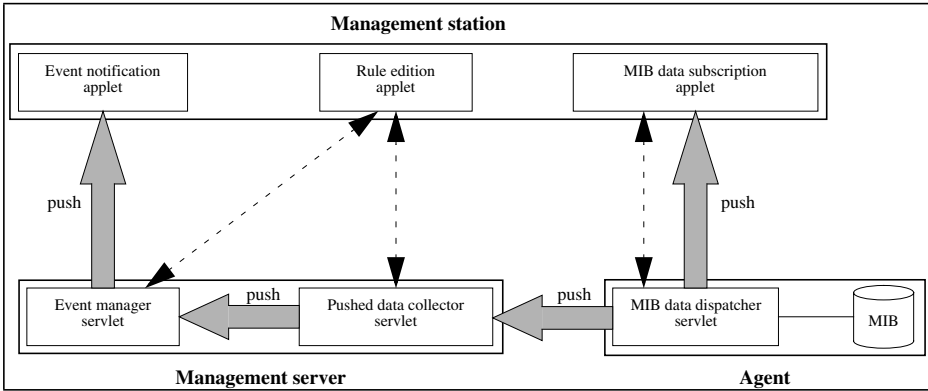 Management station
Event notification
applet
Rule edition
applet
MIB data subscription
applet
push
push
Event manager
servlet
push
Pushed data collector
servlet
push
MIB data dispatcher
servlet
MIB
Management server
Agent